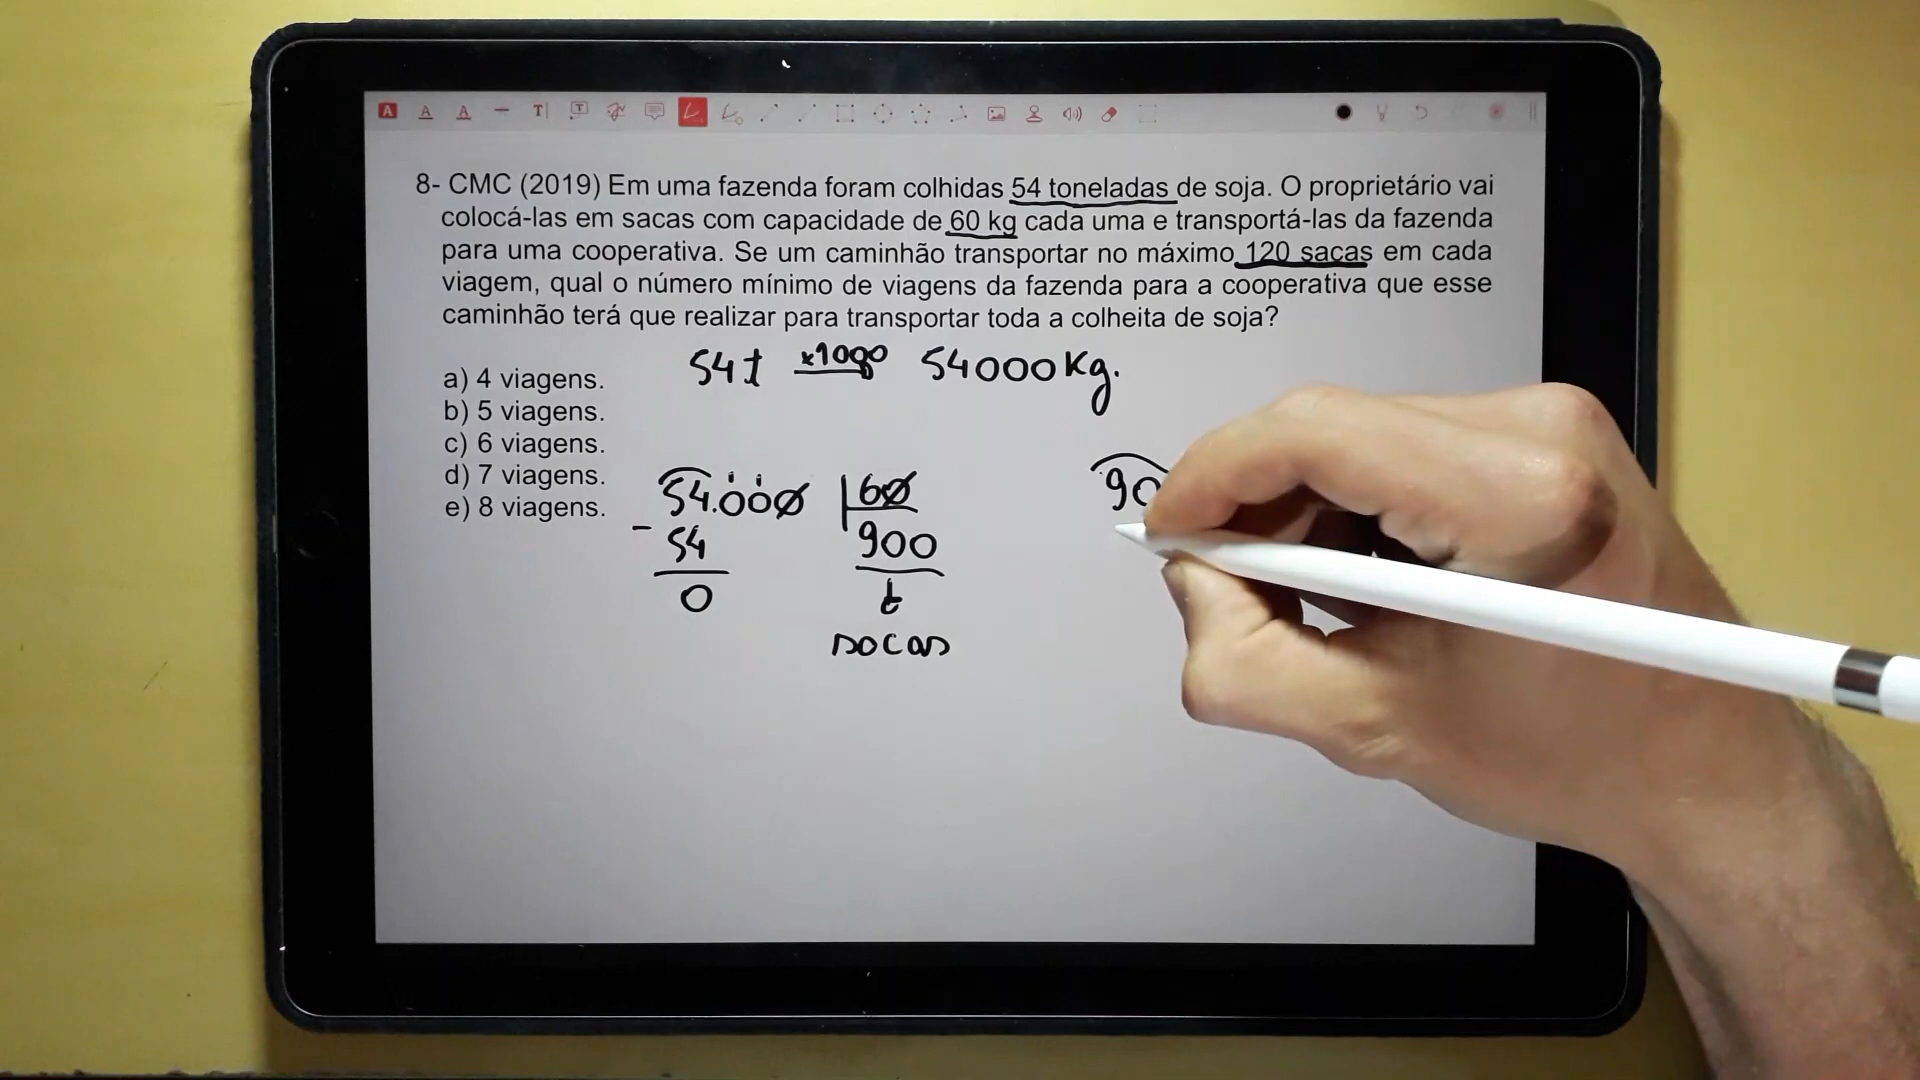 8- CMC (2019) Em uma fazenda foram colhidas 54 toneladas de soja. O proprietário vai
colocá-las em sacas com capacidade de 60 kg cada uma e transportá-las da fazenda
para uma cooperativa. Se um caminhão transportar no máximo 120 sacas em cada
viagem, qual o número mínimo de viagens da fazenda para a cooperativa que esse
caminhão terá que realizar para transportar toda a colheita de soja?
54t x1000 54000Kg.
a) 4 viagens.
b) 5 viagens.
c) 6 viagens.
d) 7 viagens.
e) 8 viagens.
54.000 60
- 54 900
0 t
sacas
90